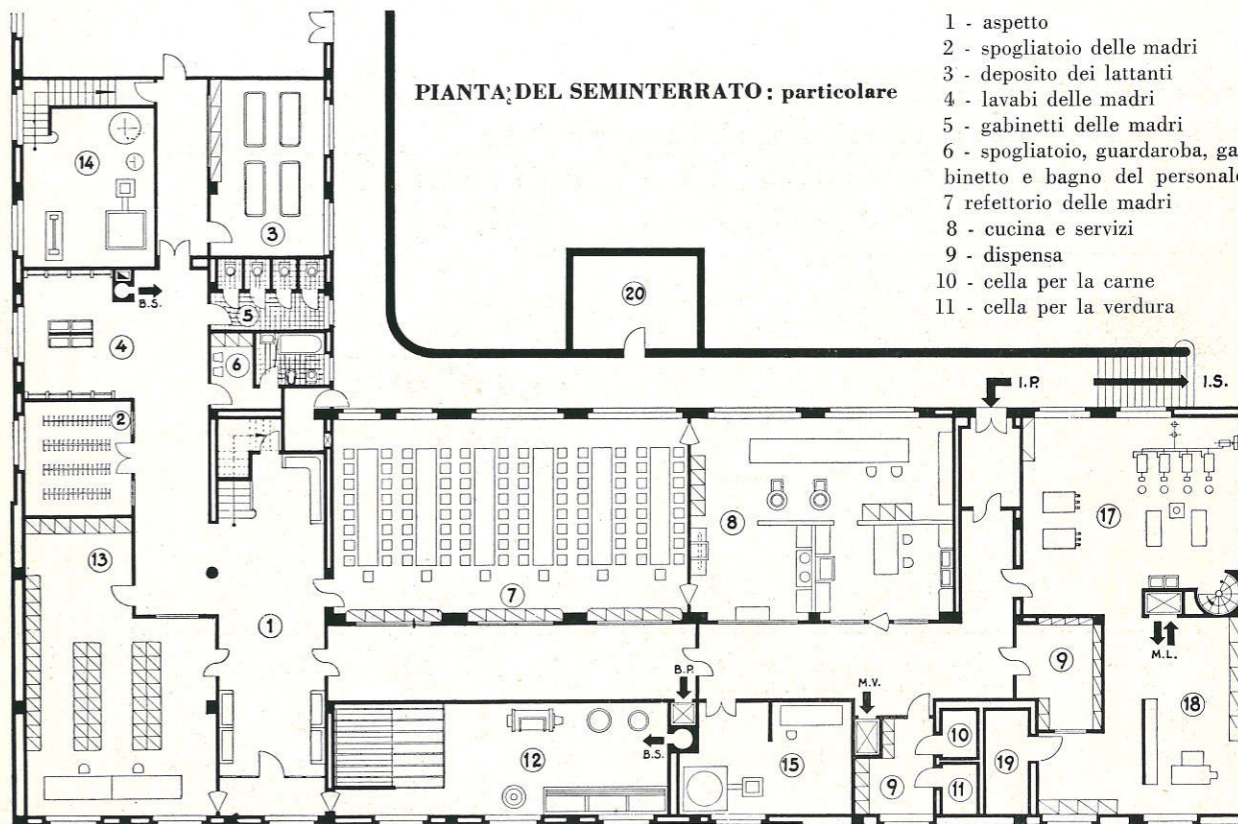 PIANTA DEL SEMINTERRATO: particolare
1 - aspetto
2 - spogliatoio delle madri
3 - deposito dei lattanti
4 - lavabi delle madri
5 - gabinetti delle madri
6 - spogliatoio, guardaroba, ga
binetto e bagno del personale
7 refettorio delle madri
8 - cucina e servizi
9 - dispensa
10 - cella per la carne
11 - cella per la verdura
14
3
B.S.
5
4
6
2
20
I.P.
I.S.
13
1
7
8
17
B.P.
M.V.
9
M.L.
18
12
B.S.
15
9
10
11
19